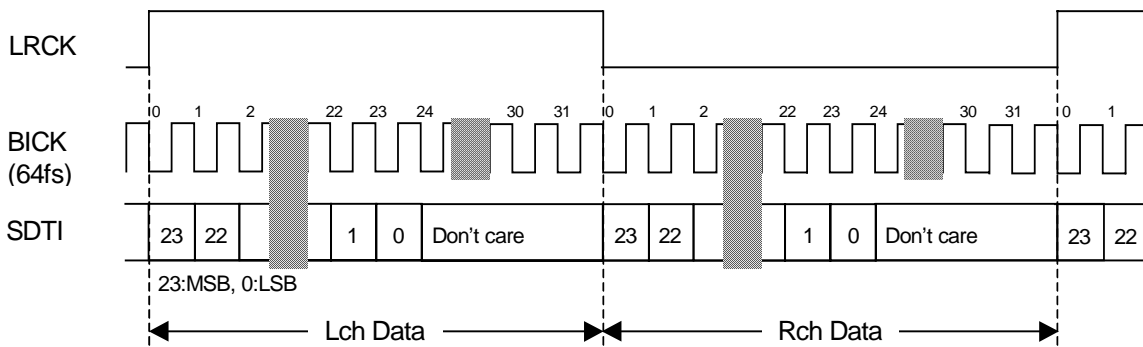 LRCK
0 1 2 22 23 24 30 31 0 1 2 22 23 24 30 31 0 1
BICK
(64fs)
SDTI
23 22 1 0 Don't care 23 22 1 0 Don't care 23 22
23:MSB, 0:LSB
Lch Data Rch Data